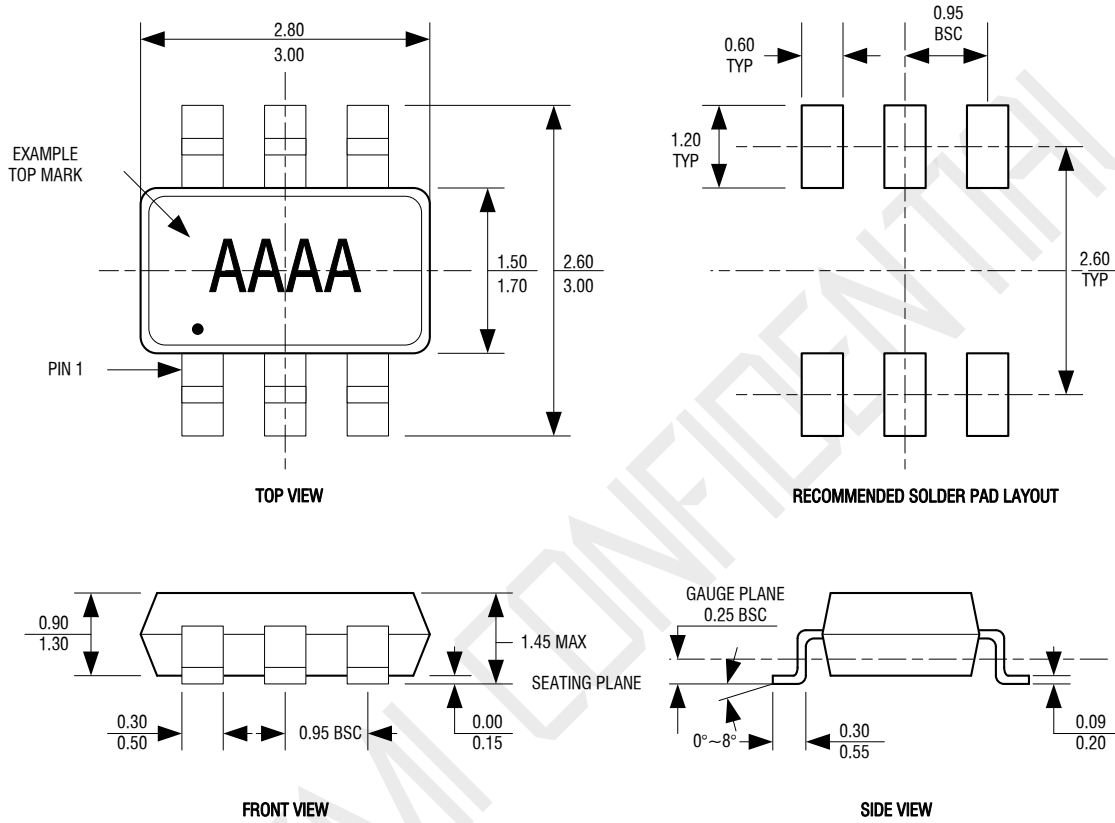 2.80
3.00
EXAMPLE
TOP MARK
AAAA
1.50
1.70
2.60
3.00
PIN 1
TOP VIEW
0.60
TYP
0.95
BSC
1.20
TYP
2.60
TYP
RECOMMENDED SOLDER PAD LAYOUT
0.90
1.30
1.45 MAX
SEATING PLANE
0.30
0.50
0.95 BSC
0.00
0.15
FRONT VIEW
GAUGE PLANE
0.25 BSC
0°~8°
0.30
0.55
0.09
0.20
SIDE VIEW
MI CONFIDENTIAL